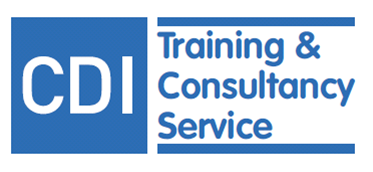 CDI
Training &
Consultancy
Service